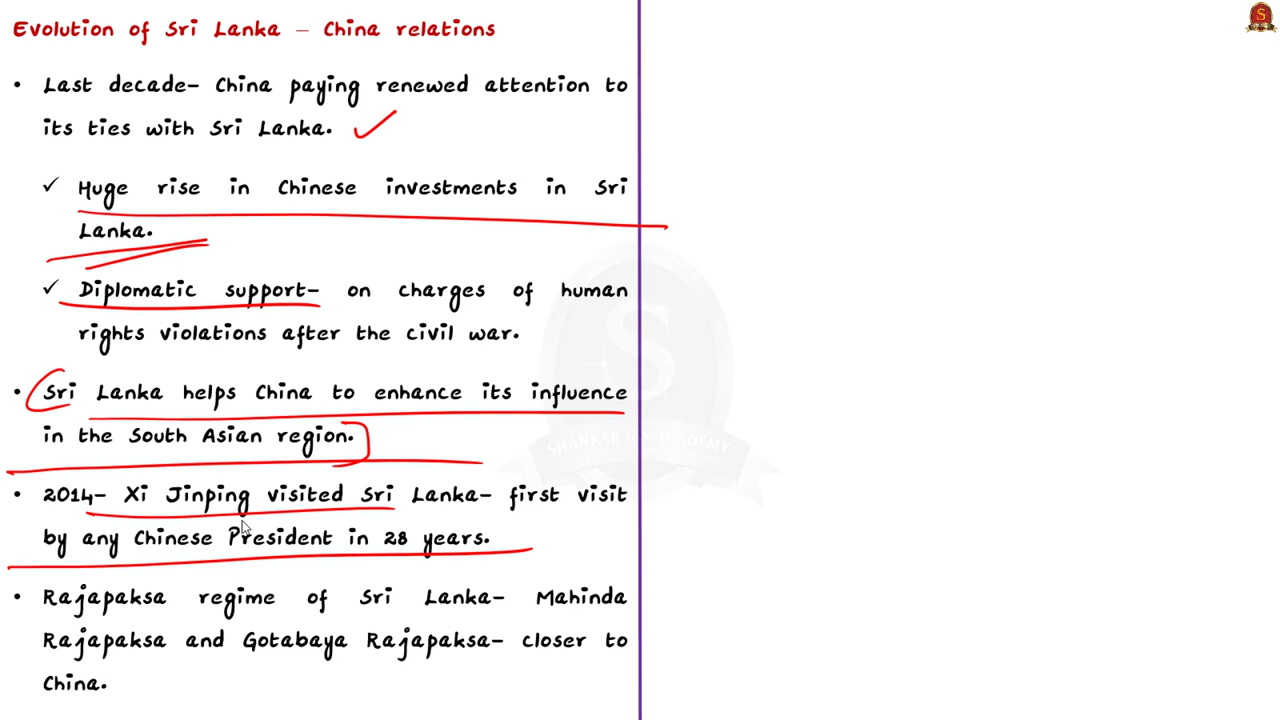 Evolution of Sri Lanka – China relations
• Last decade- China paying renewed attention to
its ties with Sri Lanka.
✓ Huge rise in Chinese investments in Sri
Lanka.
✓ Diplomatic support- on charges of human
rights violations after the civil war.
• Sri Lanka helps China to enhance its influence
in the South Asian region.
• 2014- Xi Jinping visited Sri Lanka- first visit
by any Chinese President in 28 years.
• Rajapaksa regime of Sri Lanka- Mahinda
Rajapaksa and Gotabaya Rajapaksa- closer to
China.
S
SHANKAR IAS ACADEMY
S